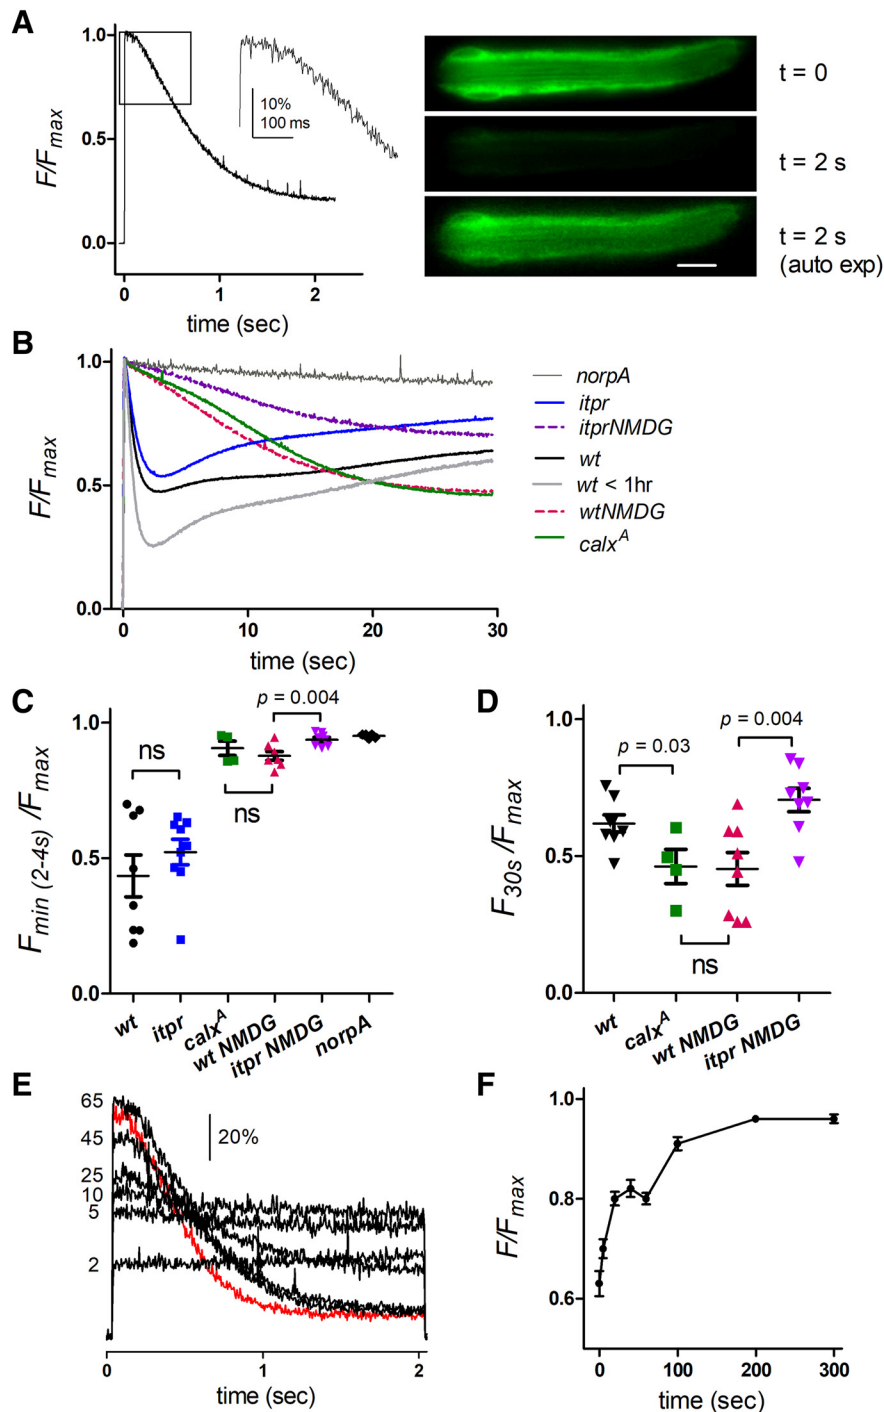 A
F/Fmax
1.0
0.5
0.0
0 1 2
time (sec)
10%
100 ms
t = 0
t = 2 s
t = 2 s
(auto exp)
B
F/Fmax
1.0
0.5
0.0
0 10 20 30
time (sec)
norpA
itpr
itprNMDG
wt
wt < 1hr
wtNMDG
calx^A
C
Fmin (2-4s) /Fmax
1.0
0.5
0.0
ns
p = 0.004
ns
wt
itpr
calx^A
wt NMDG
itpr NMDG
norpA
D
F30s /Fmax
1.0
0.5
0.0
p = 0.03
p = 0.004
ns
wt
calx^A
wt NMDG
itpr NMDG
E
65
45
25
10
5
2
20%
0 1 2
time (sec)
F
F/Fmax
1.0
0.8
0.6
0 100 200 300
time (sec)